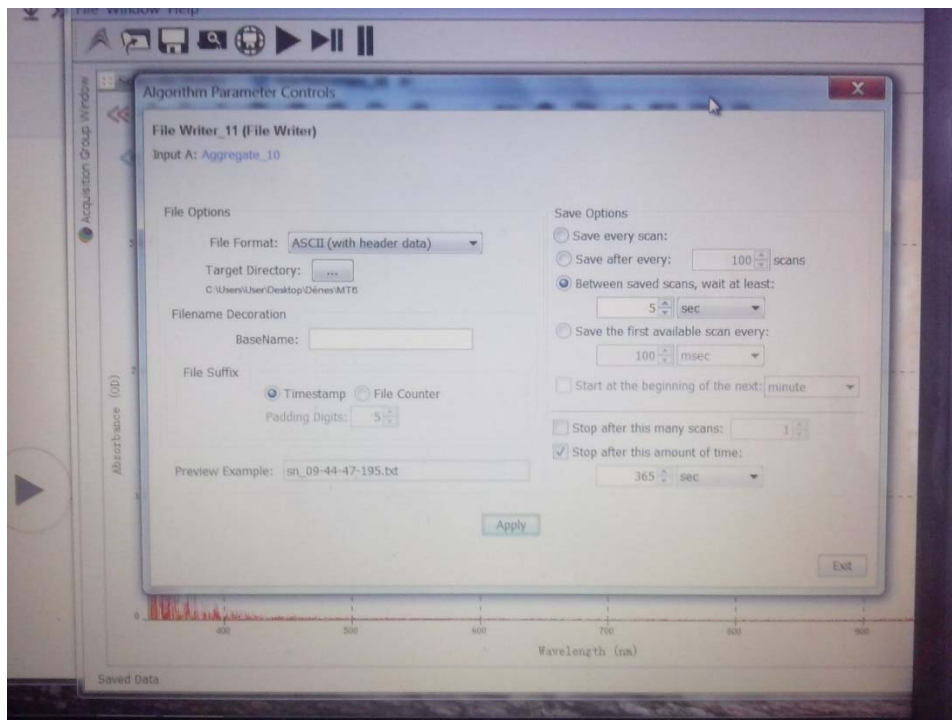 File Window Help
Acquisition Group Window
Algorithm Parameter Controls
File Writer_11 (File Writer)
Input A: Aggregate_10
File Options
File Format: ASCII (with header data)
Target Directory: ...
C:\Users\User\Desktop\Dénes\MT6
Filename Decoration
BaseName:
File Suffix
Timestamp File Counter
Padding Digits: 5
Preview Example: sn_09-44-47-195.txt
Save Options
Save every scan:
Save after every: 100 scans
Between saved scans, wait at least:
5 sec
Save the first available scan every:
100 msec
Start at the beginning of the next: minute
Stop after this many scans: 1
Stop after this amount of time:
365 sec
Apply
Exit
Absorbance (OD)
0
400 500 600 700 800 900
Wavelength (nm)
Saved Data